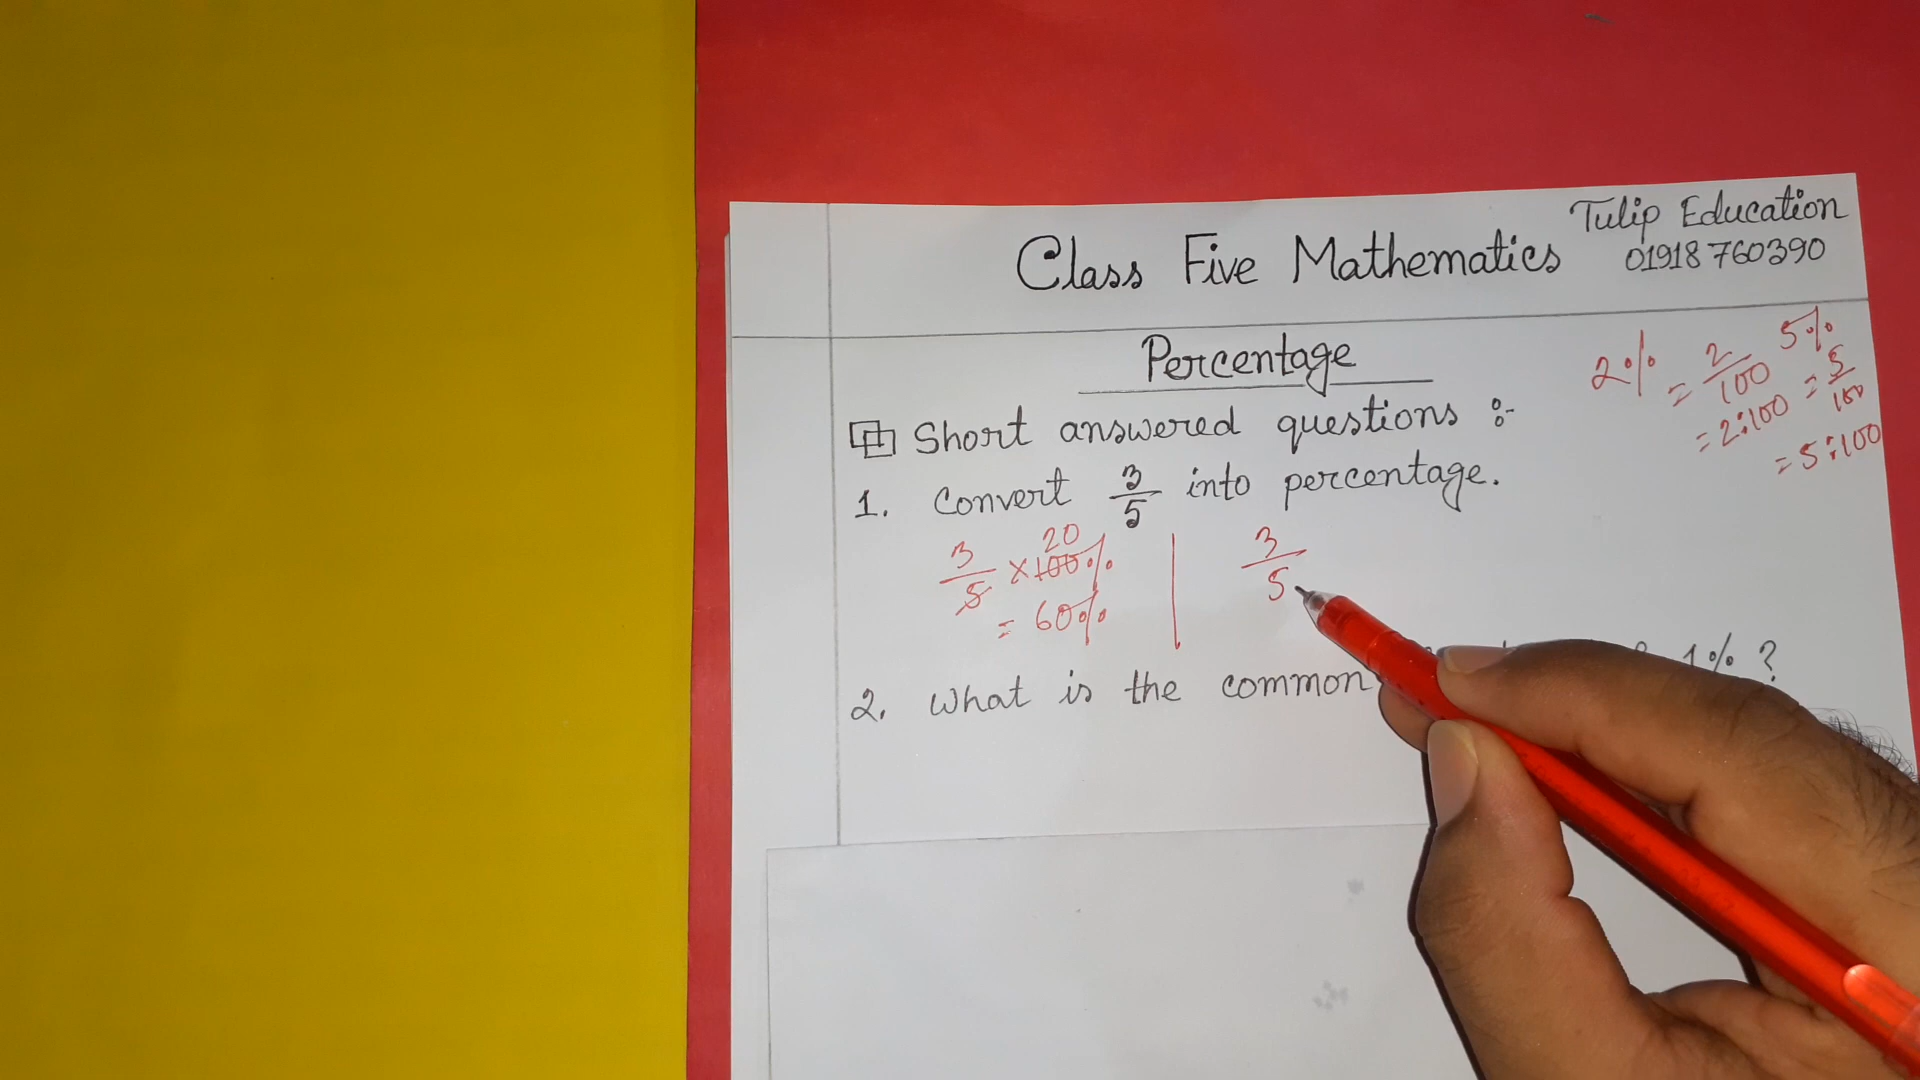 Tulip Education
Class Five Mathematics 01918 760390
Percentage
2% = 2/100
= 2:100
5%
= 5/100
= 5:100
Short answered questions :-
1. Convert 3/5 into percentage.
3/5 × 100% 20
= 60%
3/5
2. What is the common 1% ?